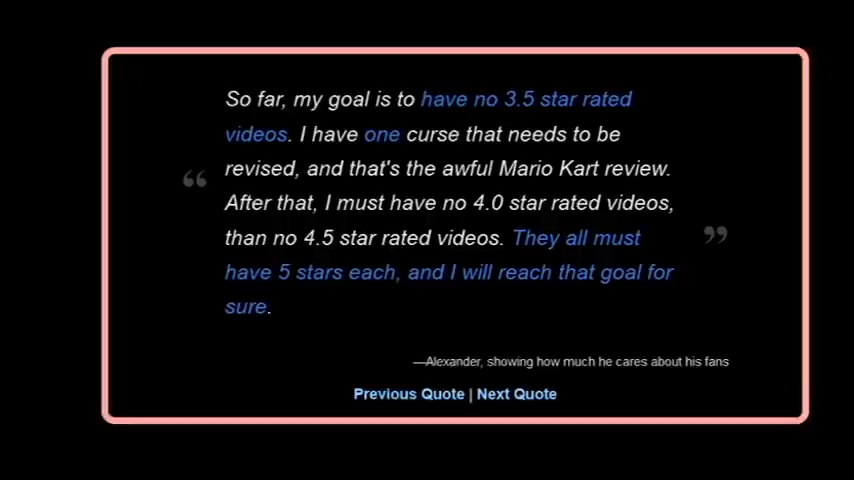 So far, my goal is to have no 3.5 star rated
videos. I have one curse that needs to be
revised, and that's the awful Mario Kart review.
“
After that, I must have no 4.0 star rated videos,
than no 4.5 star rated videos. They all must
”
have 5 stars each, and I will reach that goal for
sure.
—Alexander, showing how much he cares about his fans
Previous Quote | Next Quote